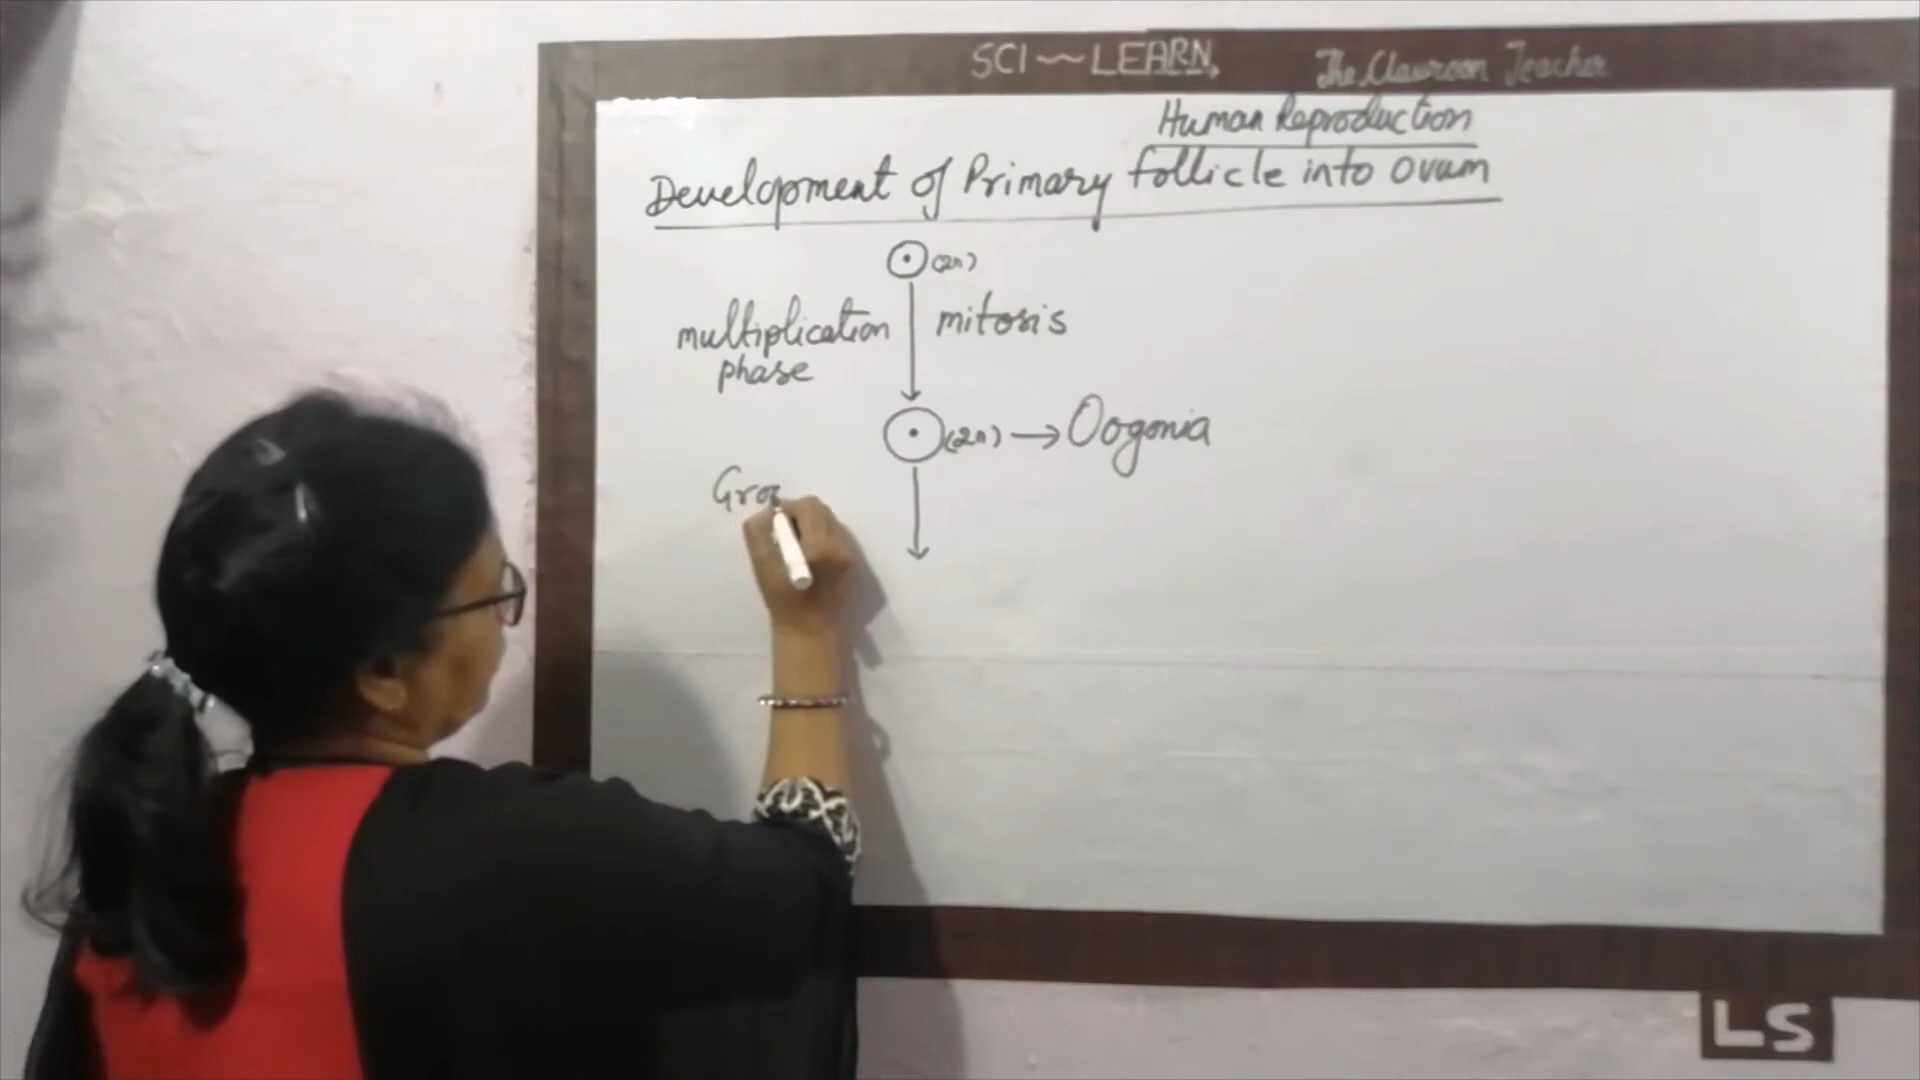 SCI~LEARN, The Classroom Teacher
Human Reproduction
Development of Primary follicle into ovum
(2n)
multiplication
phase
mitosis
(2n) → Oogonia
Gro
LS